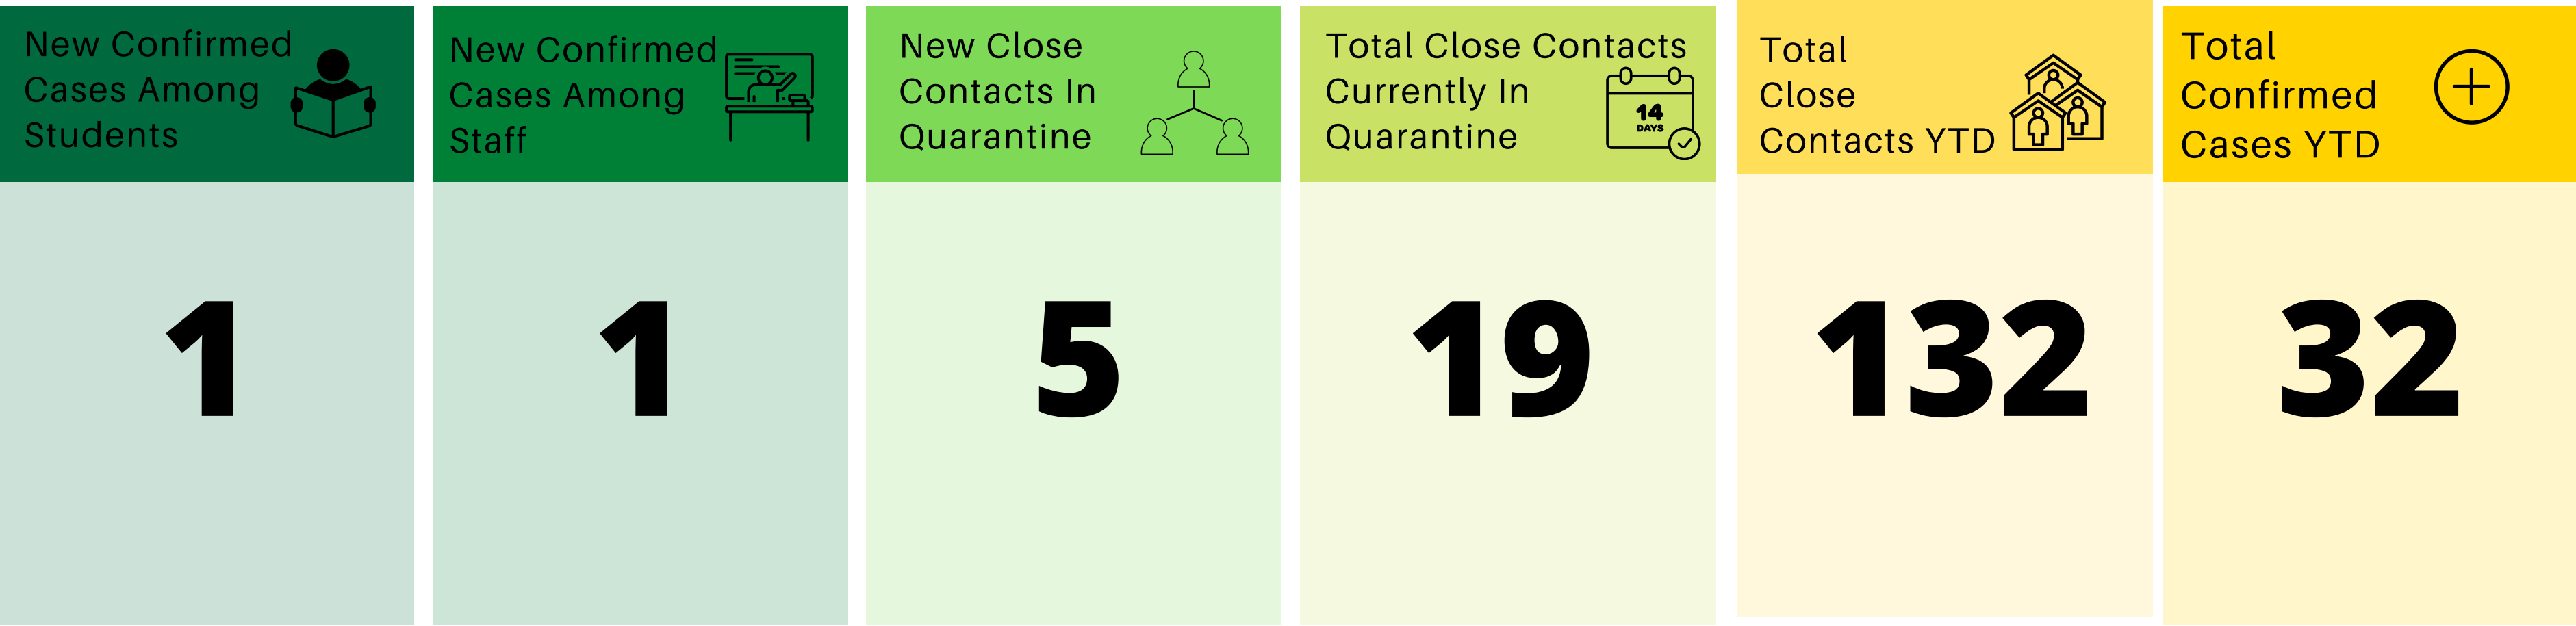 New Confirmed
Cases Among
Students
1
New Confirmed
Cases Among
Staff
1
New Close
Contacts In
Quarantine
5
Total Close Contacts
Currently In
Quarantine
14
DAYS
19
Total
Close
Contacts YTD
132
Total
Confirmed
Cases YTD
32